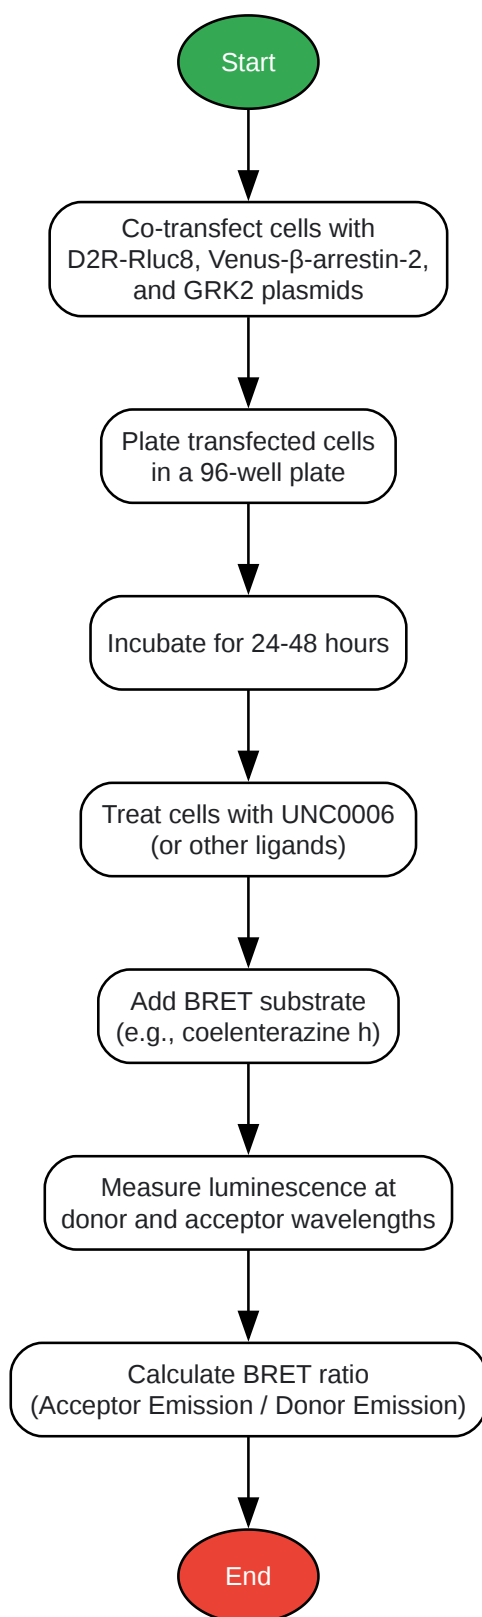 Start
Co-transfect cells with
D2R-Rluc8, Venus-β-arrestin-2,
and GRK2 plasmids
Plate transfected cells
in a 96-well plate
Incubate for 24-48 hours
Treat cells with UNC0006
(or other ligands)
Add BRET substrate
(e.g., coelenterazine h)
Measure luminescence at
donor and acceptor wavelengths
Calculate BRET ratio
(Acceptor Emission / Donor Emission)
End